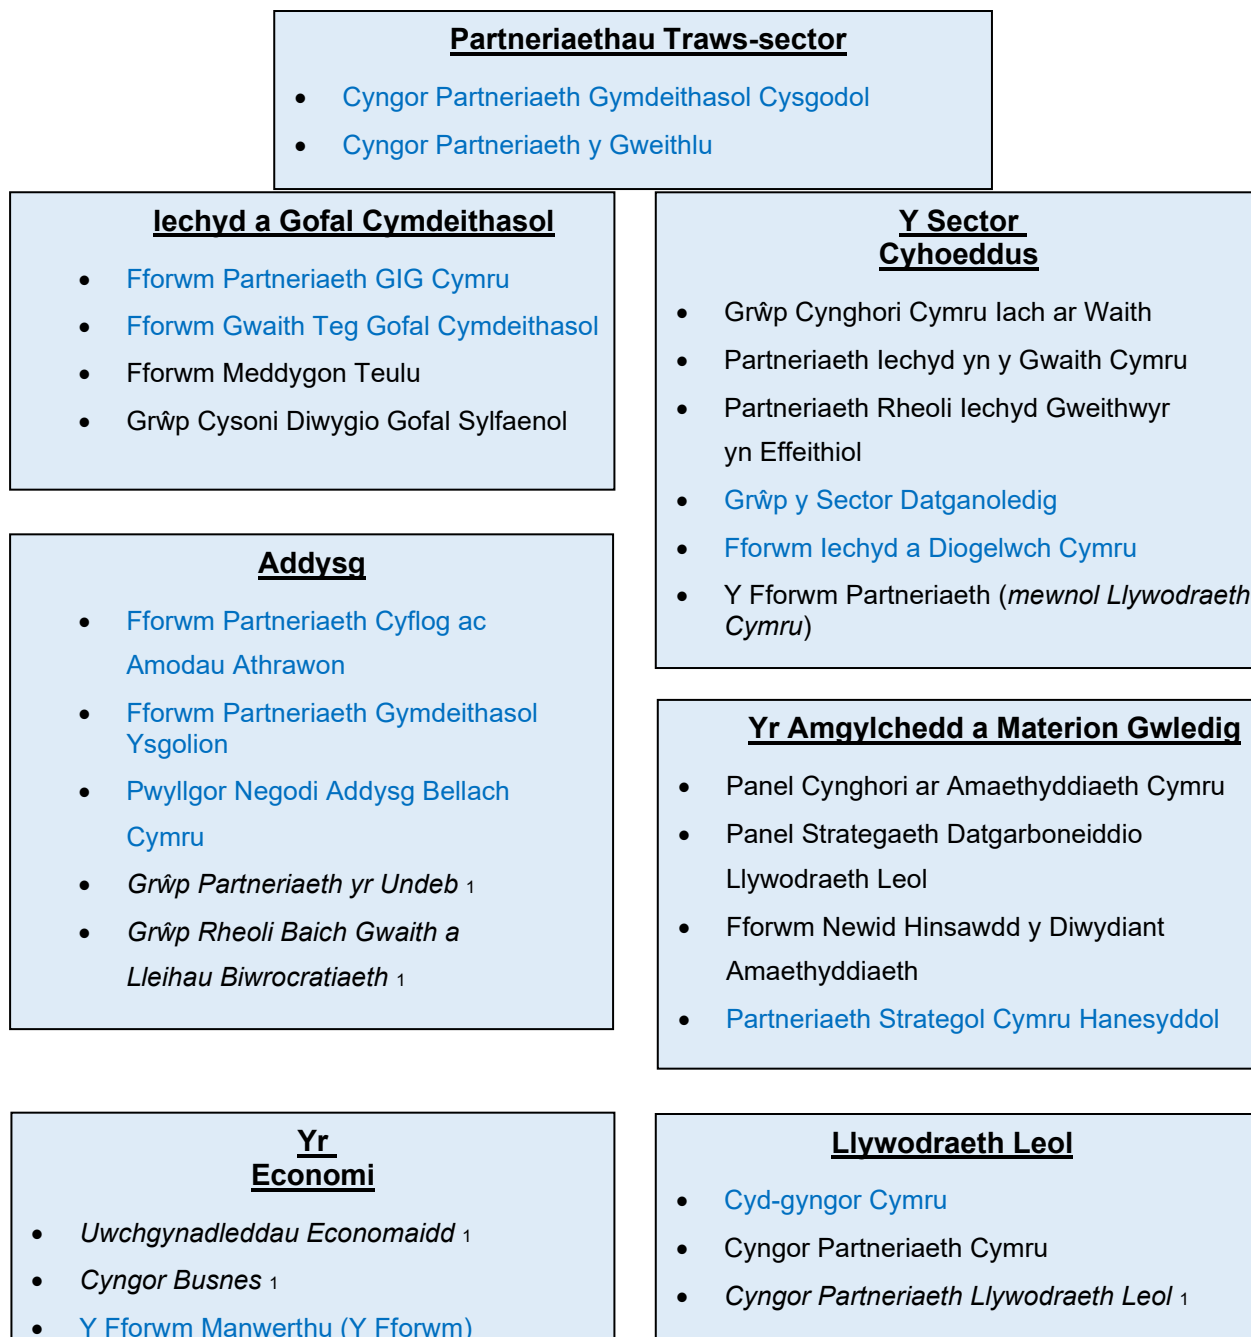 Partneriaethau Traws-sector
• Cyngor Partneriaeth Gymdeithasol Cysgodol
• Cyngor Partneriaeth y Gweithlu
Iechyd a Gofal Cymdeithasol
• Fforwm Partneriaeth GIG Cymru
• Fforwm Gwaith Teg Gofal Cymdeithasol
• Fforwm Meddygon Teulu
• Grŵp Cysoni Diwygio Gofal Sylfaenol
Y Sector
Cyhoeddus
• Grŵp Cynghori Cymru Iach ar Waith
• Partneriaeth Iechyd yn y Gwaith Cymru
• Partneriaeth Rheoli Iechyd Gweithwyr
yn Effeithiol
• Grŵp y Sector Datganoledig
• Fforwm Iechyd a Diogelwch Cymru
• Y Fforwm Partneriaeth (mewnol Llywodraeth
Cymru)
Addysg
• Fforwm Partneriaeth Cyflog ac
Amodau Athrawon
• Fforwm Partneriaeth Gymdeithasol
Ysgolion
• Pwyllgor Negodi Addysg Bellach
Cymru
• Grŵp Partneriaeth yr Undeb 1
• Grŵp Rheoli Baich Gwaith a
Lleihau Biwrocratiaeth 1
Yr Amgylchedd a Materion Gwledig
• Panel Cynghori ar Amaethyddiaeth Cymru
• Panel Strategaeth Datgarboneiddio
Llywodraeth Leol
• Fforwm Newid Hinsawdd y Diwydiant
Amaethyddiaeth
• Partneriaeth Strategol Cymru Hanesyddol
Yr
Economi
• Uwchgynadleddau Economaidd 1
• Cyngor Busnes 1
• Y Fforwm Manwerthu (Y Fforwm)
Llywodraeth Leol
• Cyd-gyngor Cymru
• Cyngor Partneriaeth Cymru
• Cyngor Partneriaeth Llywodraeth Leol 1